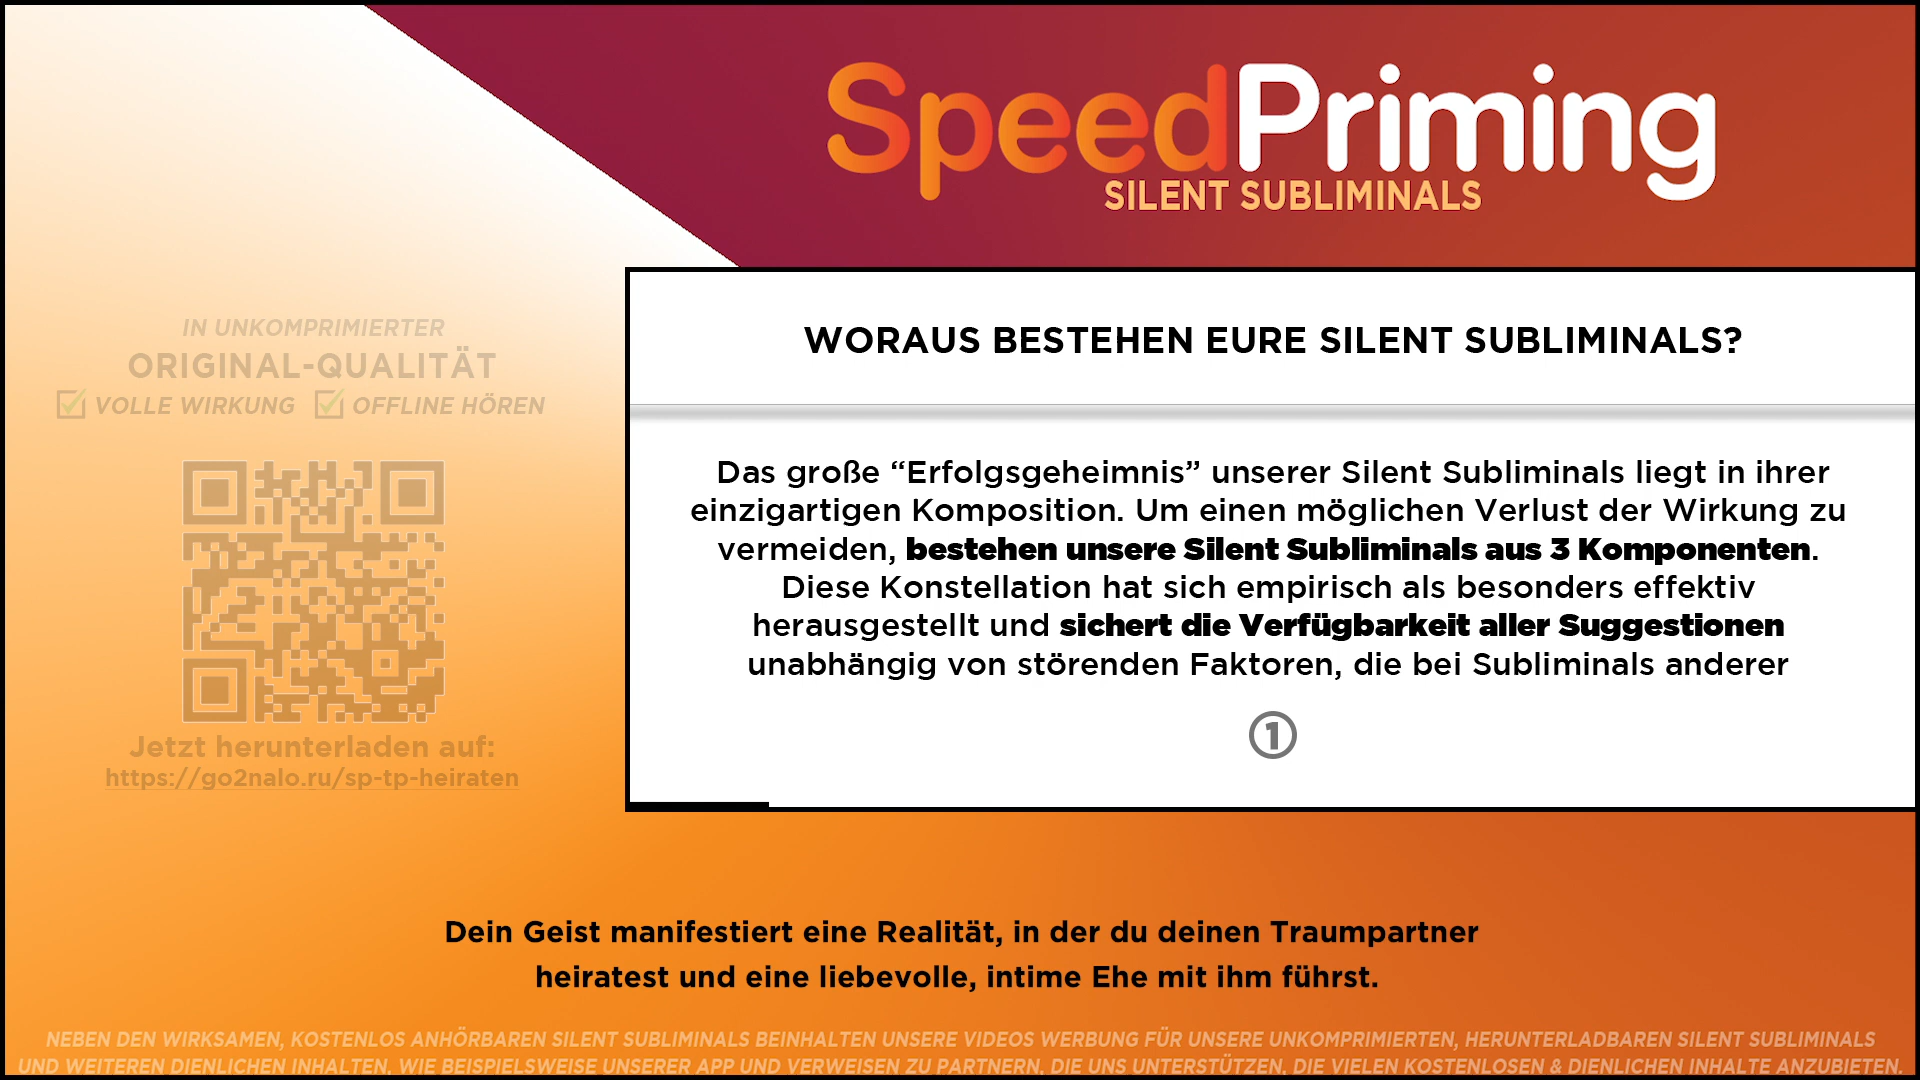 SpeedPriming
SILENT SUBLIMINALS
IN UNKOMPRIMIERTER
ORIGINAL-QUALITÄT
VOLLE WIRKUNG OFFLINE HÖREN
Jetzt herunterladen auf:
https://go2nalo.ru/sp-tp-heiraten
WORAUS BESTEHEN EURE SILENT SUBLIMINALS?
Das große “Erfolgsgeheimnis” unserer Silent Subliminals liegt in ihrer
einzigartigen Komposition. Um einen möglichen Verlust der Wirkung zu
vermeiden, bestehen unsere Silent Subliminals aus 3 Komponenten.
Diese Konstellation hat sich empirisch als besonders effektiv
herausgestellt und sichert die Verfügbarkeit aller Suggestionen
unabhängig von störenden Faktoren, die bei Subliminals anderer
①
Dein Geist manifestiert eine Realität, in der du deinen Traumpartner
heiratest und eine liebevolle, intime Ehe mit ihm führst.
NEBEN DEN WIRKSAMEN, KOSTENLOS ANHÖRBAREN SILENT SUBLIMINALS BEINHALTEN UNSERE VIDEOS WERBUNG FÜR UNSERE UNKOMPRIMIERTEN, HERUNTERLADBAREN SILENT SUBLIMINALS
UND WEITEREN DIENLICHEN INHALTEN, WIE BEISPIELSWEISE UNSERER APP UND VERWEISEN ZU PARTNERN, DIE UNS UNTERSTÜTZEN, DIE VIELEN KOSTENLOSEN & DIENLICHEN INHALTE ANZUBIETEN.